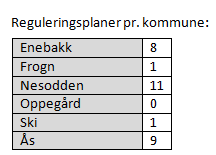 Reguleringsplaner pr. kommune:
Enebakk 8
Frogn 1
Nesodden 11
Oppegård 0
Ski 1
Ås 9